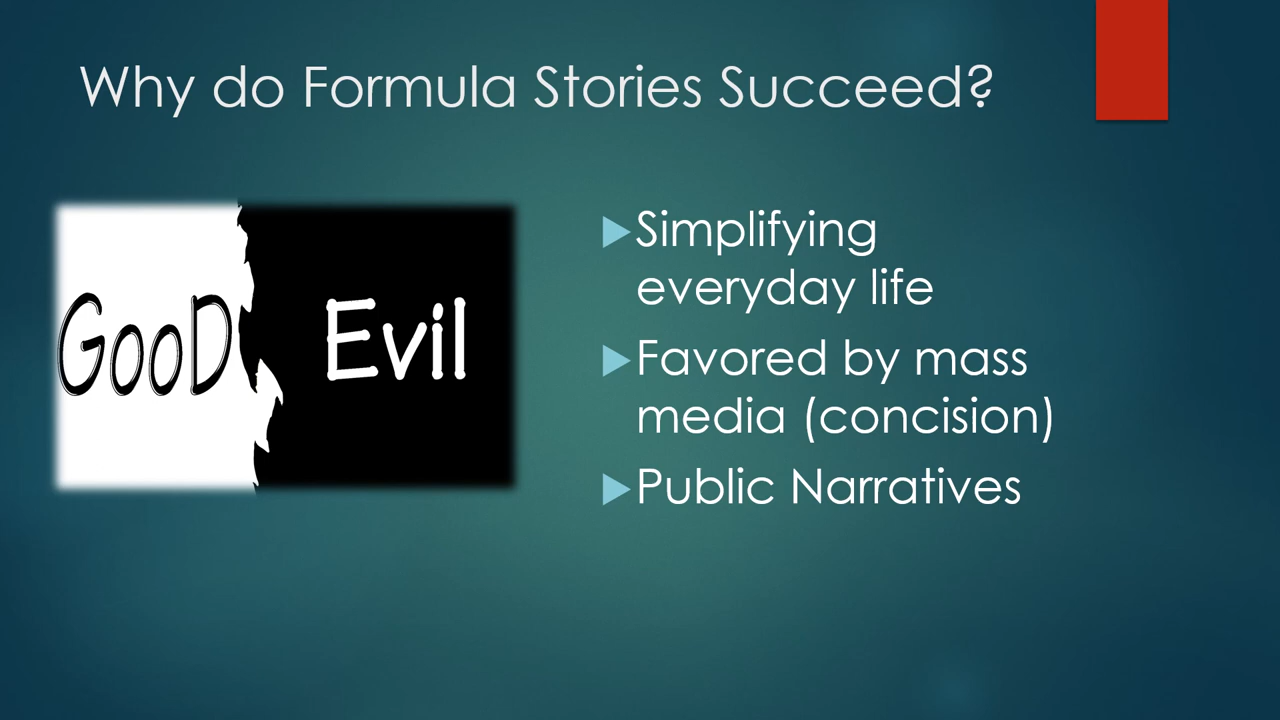 Why do Formula Stories Succeed?
GooD
Evil
Simplifying
everyday life
Favored by mass
media (concision)
Public Narratives